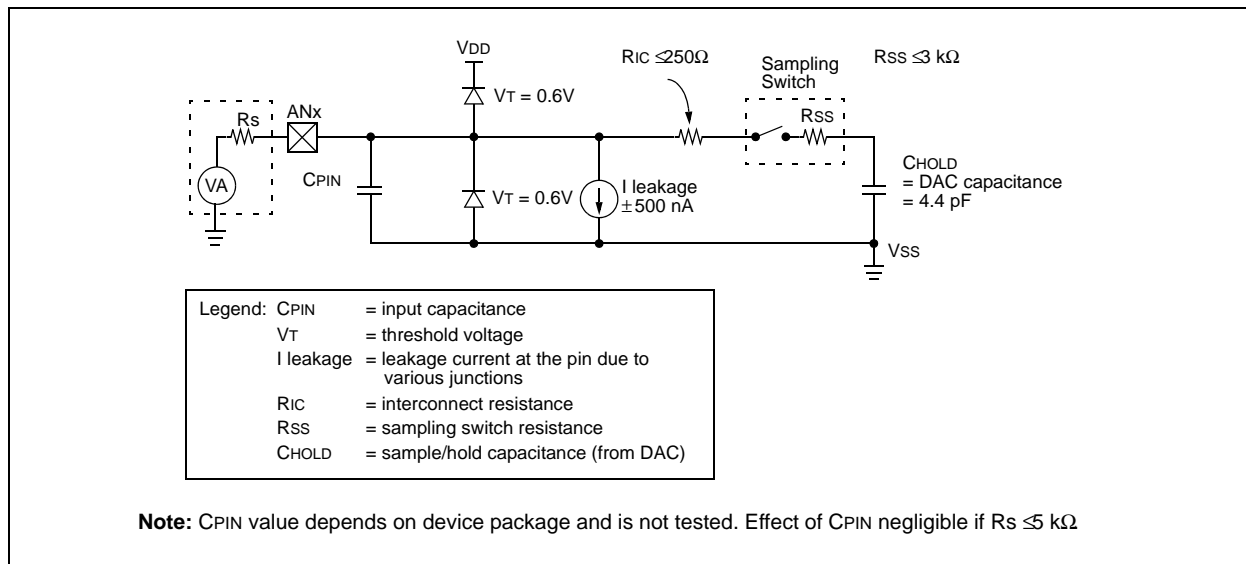 VDD
RIC ≤250Ω
Sampling
Switch
RSS ≤3 kΩ
VT = 0.6V
Rs
ANx
RSS
VA
CPIN
VT = 0.6V
I leakage
±500 nA
CHOLD
= DAC capacitance
= 4.4 pF
VSS
Legend: CPIN = input capacitance
VT = threshold voltage
I leakage = leakage current at the pin due to
various junctions
RIC = interconnect resistance
RSS = sampling switch resistance
CHOLD = sample/hold capacitance (from DAC)
Note: CPIN value depends on device package and is not tested. Effect of CPIN negligible if Rs ≤5 kΩ